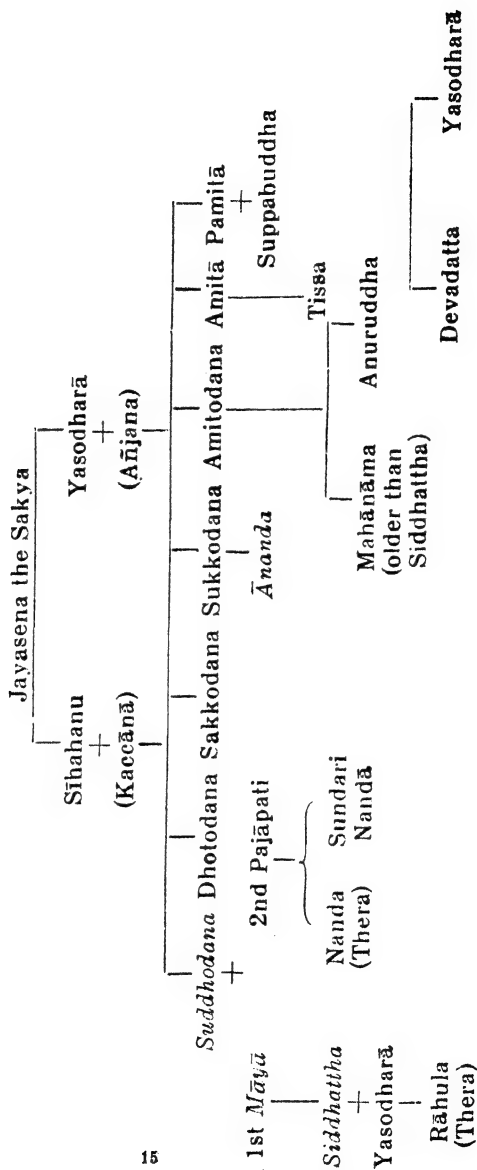 Jayasena the Sakya
Sīhahanu Yasodharā
+ +
(Kaccānā) (Añjana)
Suddhodana Dhotodana Sakkodana Sukkodana Amitodana Amitā Pamitā
+ +
Suppabuddha
1st Māyā 2nd Pajāpati Ānanda Tissa
Siddhattha Nanda Sundari Mahānāma Anuruddha
+ (Thera) Nandā (older than
Yasodharā Siddhattha)
Rāhula Devadatta Yasodharā
(Thera)
15